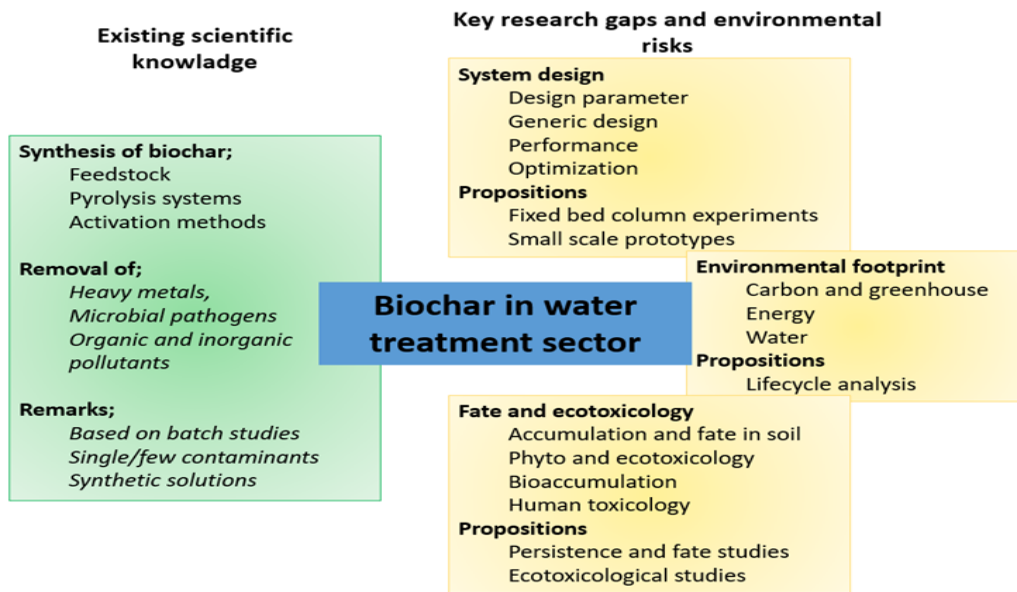 Existing scientific
knowladge
Synthesis of biochar;
Feedstock
Pyrolysis systems
Activation methods
Removal of;
Heavy metals,
Microbial pathogens
Organic and inorganic
pollutants
Remarks;
Based on batch studies
Single/few contaminants
Synthetic solutions
Biochar in water
treatment sector
Key research gaps and environmental
risks
System design
Design parameter
Generic design
Performance
Optimization
Propositions
Fixed bed column experiments
Small scale prototypes
Environmental footprint
Carbon and greenhouse
Energy
Water
Propositions
Lifecycle analysis
Fate and ecotoxicology
Accumulation and fate in soil
Phyto and ecotoxicology
Bioaccumulation
Human toxicology
Propositions
Persistence and fate studies
Ecotoxicological studies